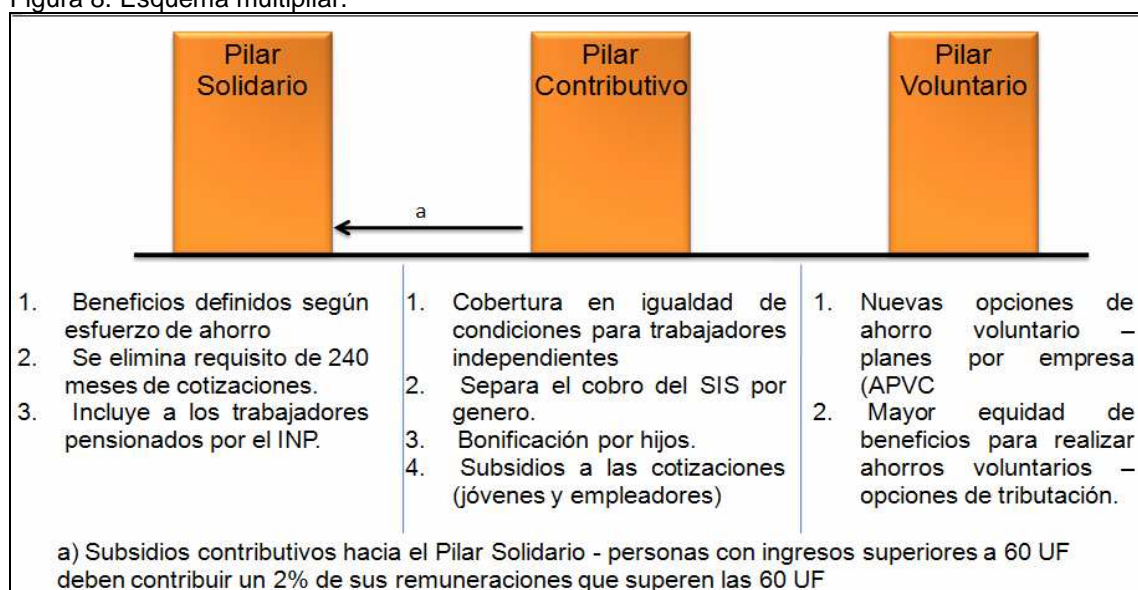 Figura 8: Esquema multipilar.
Pilar
Solidario
Pilar
Contributivo
Pilar
Voluntario
a
1. Beneficios definidos según
esfuerzo de ahorro
2. Se elimina requisito de 240
meses de cotizaciones.
3. Incluye a los trabajadores
pensionados por el INP.
1. Cobertura en igualdad de
condiciones para trabajadores
independientes
2. Separa el cobro del SIS por
genero.
3. Bonificación por hijos.
4. Subsidios a las cotizaciones
(jóvenes y empleadores)
1. Nuevas opciones de
ahorro voluntario –
planes por empresa
(APVC
2. Mayor equidad de
beneficios para realizar
ahorros voluntarios –
opciones de tributación.
a) Subsidios contributivos hacia el Pilar Solidario - personas con ingresos superiores a 60 UF
deben contribuir un 2% de sus remuneraciones que superen las 60 UF